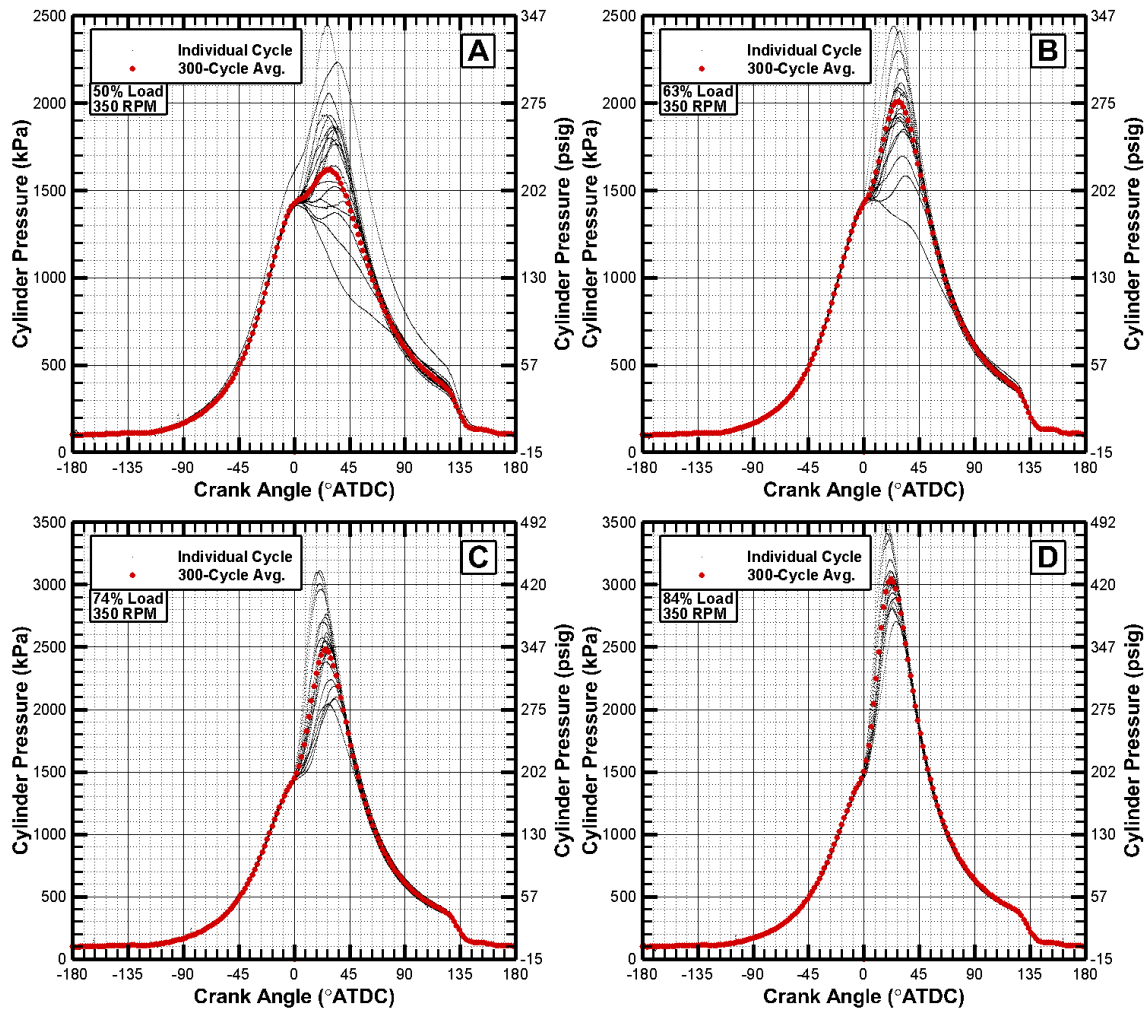 A
Individual Cycle
300-Cycle Avg.
50% Load
350 RPM
Cylinder Pressure (kPa)
2500
2000
1500
1000
500
0
347
275
202
130
57
-15
Cylinder Pressure (psig)
-180 -135 -90 -45 0 45 90 135 180
Crank Angle (°ATDC)
B
Individual Cycle
300-Cycle Avg.
63% Load
350 RPM
Cylinder Pressure (kPa)
2500
2000
1500
1000
500
0
347
275
202
130
57
-15
Cylinder Pressure (psig)
-180 -135 -90 -45 0 45 90 135 180
Crank Angle (°ATDC)
C
Individual Cycle
300-Cycle Avg.
74% Load
350 RPM
Cylinder Pressure (kPa)
3500
3000
2500
2000
1500
1000
500
0
492
420
347
275
202
130
57
-15
Cylinder Pressure (psig)
-180 -135 -90 -45 0 45 90 135 180
Crank Angle (°ATDC)
D
Individual Cycle
300-Cycle Avg.
84% Load
350 RPM
Cylinder Pressure (kPa)
3500
3000
2500
2000
1500
1000
500
0
492
420
347
275
202
130
57
-15
Cylinder Pressure (psig)
-180 -135 -90 -45 0 45 90 135 180
Crank Angle (°ATDC)